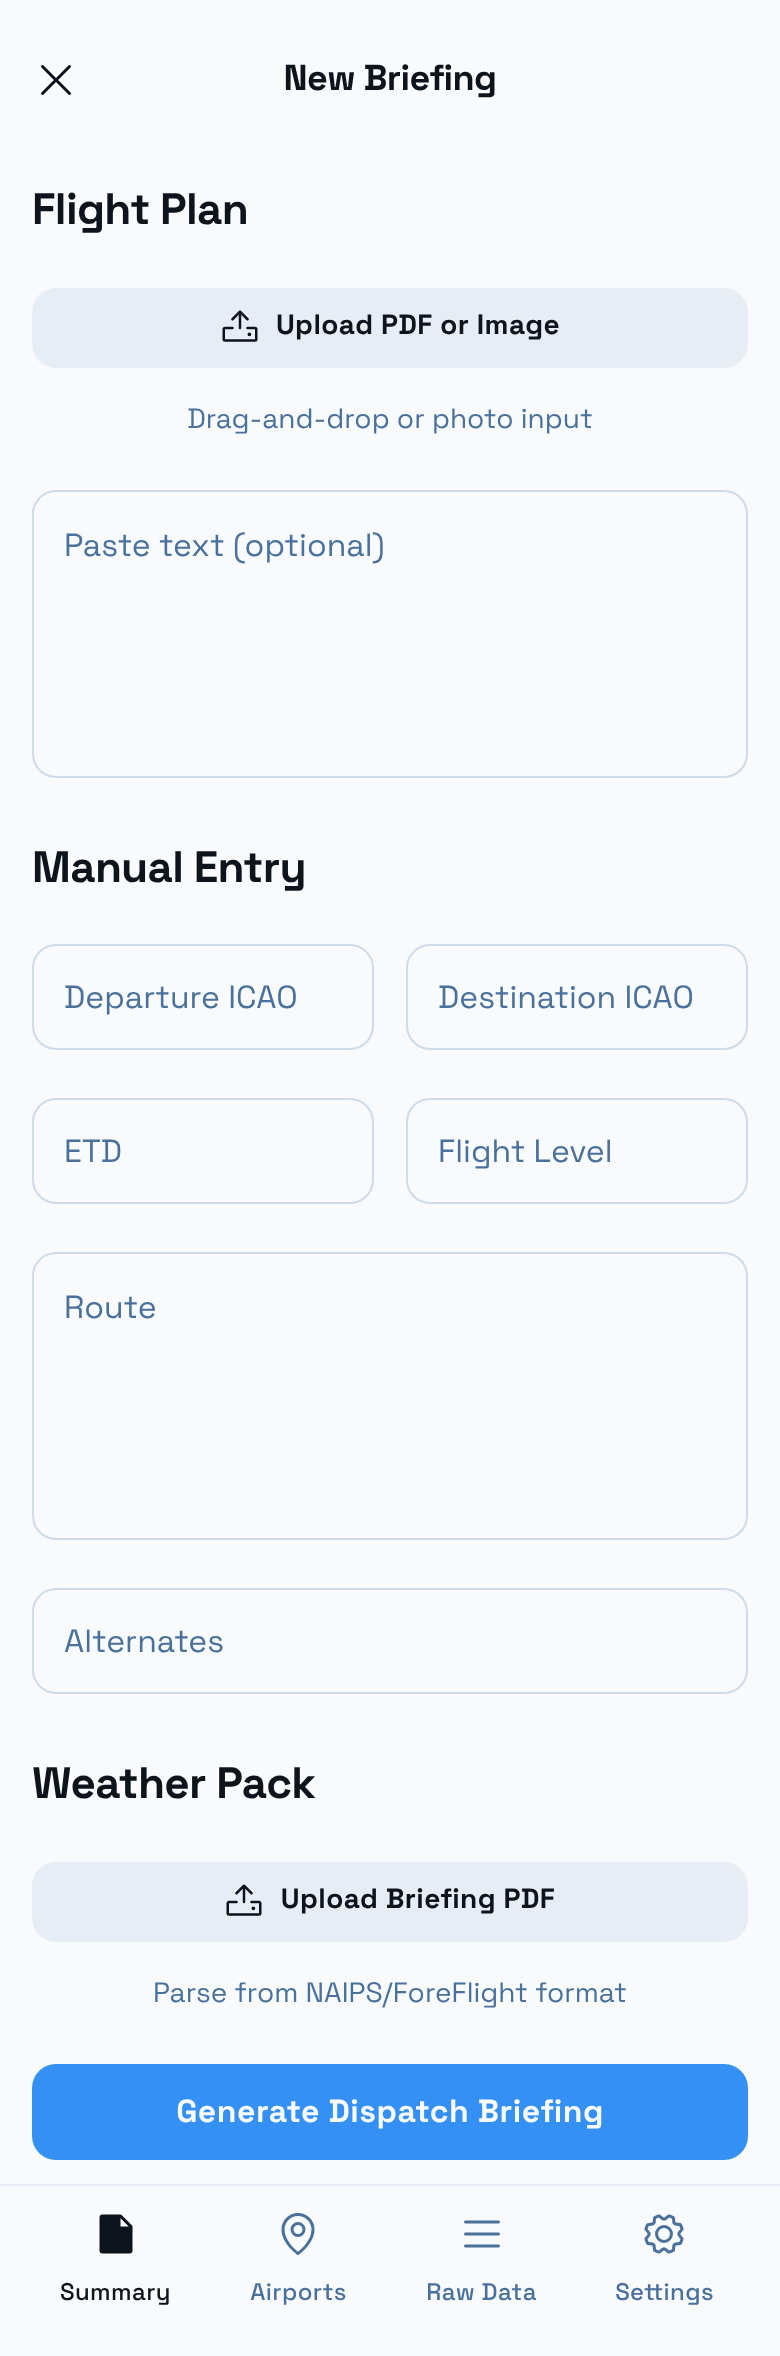 New Briefing
Flight Plan
Upload PDF or Image
Drag-and-drop or photo input
Paste text (optional)
Manual Entry
Departure ICAO
Destination ICAO
ETD
Flight Level
Route
Alternates
Weather Pack
Upload Briefing PDF
Parse from NAIPS/ForeFlight format
Generate Dispatch Briefing
Summary
Airports
Raw Data
Settings